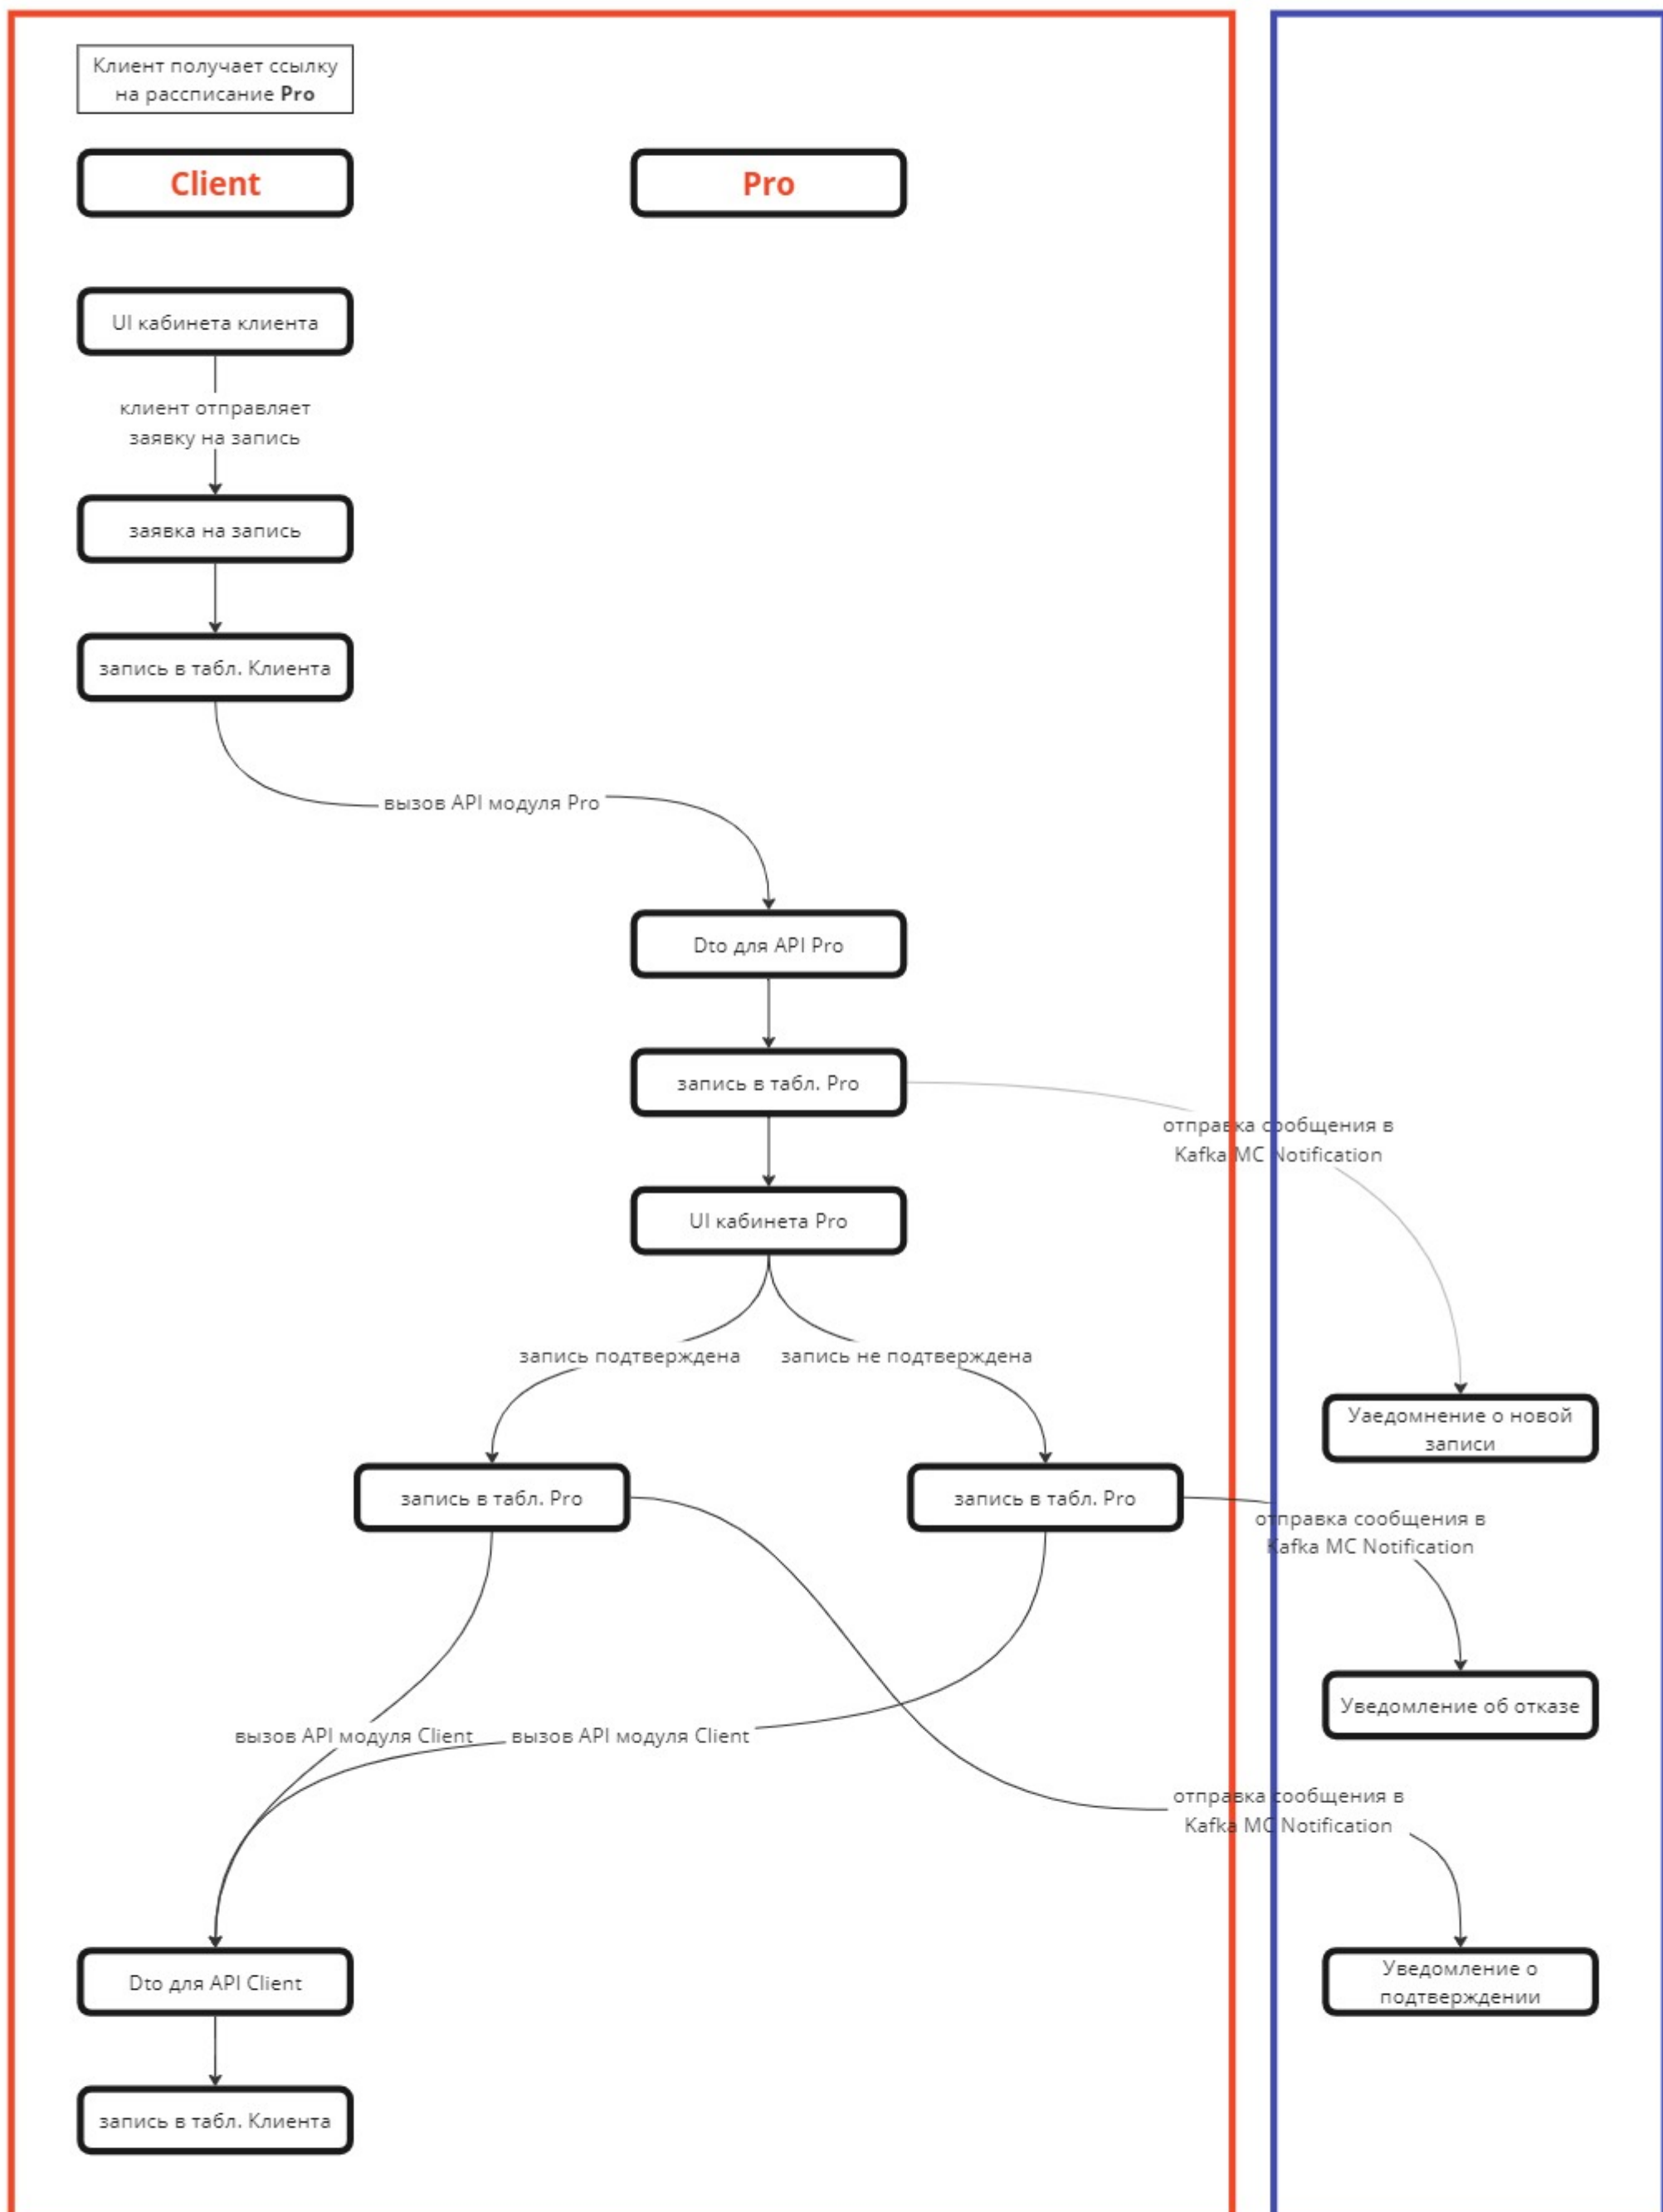 Клиент получает ссылку
на рассписание Pro
Client
Pro
UI кабинета клиента
клиент отправляет
заявку на запись
заявка на запись
запись в табл. Клиента
вызов API модуля Pro
Dto для API Pro
запись в табл. Pro
отправка сообщения в
Kafka MC Notification
UI кабинета Pro
запись подтверждена
запись не подтверждена
Уаедомнение о новой
записи
запись в табл. Pro
запись в табл. Pro
отправка сообщения в
Kafka MC Notification
Уведомление об отказе
вызов API модуля Client
вызов API модуля Client
отправка сообщения в
Kafka MC Notification
Dto для API Client
Уведомление о
подтверждении
запись в табл. Клиента